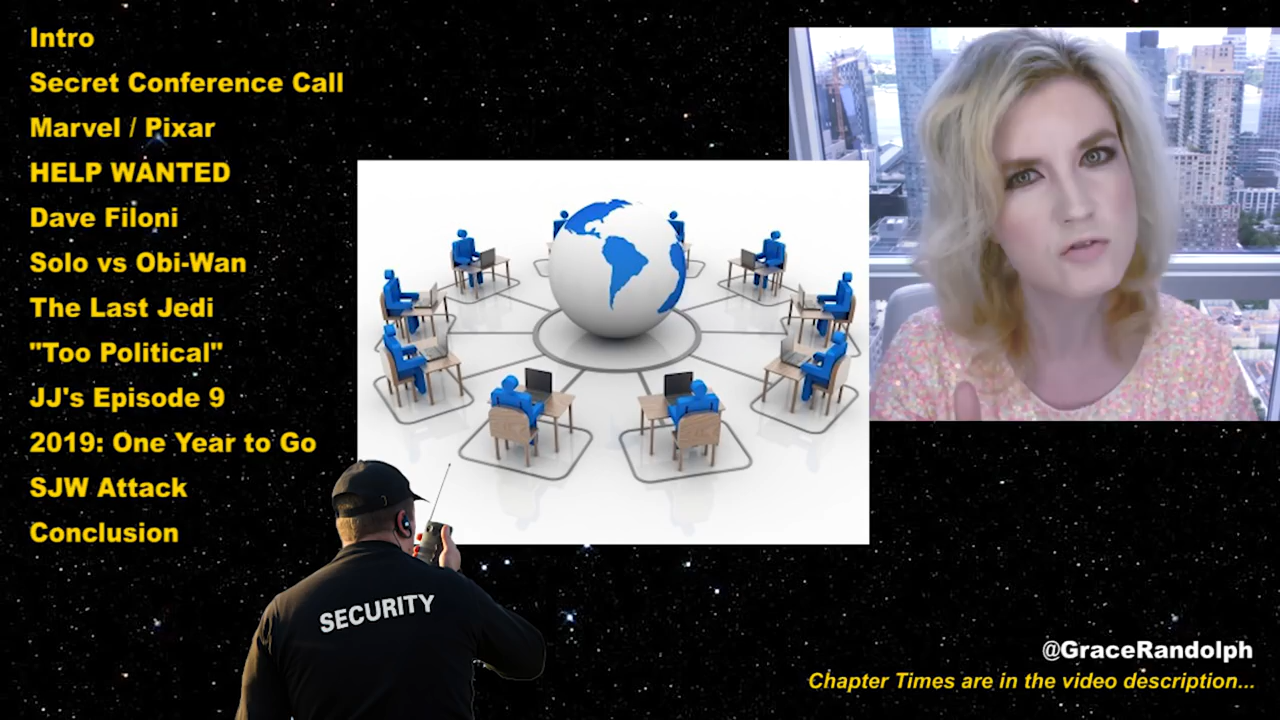 Intro
Secret Conference Call
Marvel / Pixar
HELP WANTED
Dave Filoni
Solo vs Obi-Wan
The Last Jedi
"Too Political"
JJ's Episode 9
2019: One Year to Go
SJW Attack
Conclusion
SECURITY
@GraceRandolph
Chapter Times are in the video description...